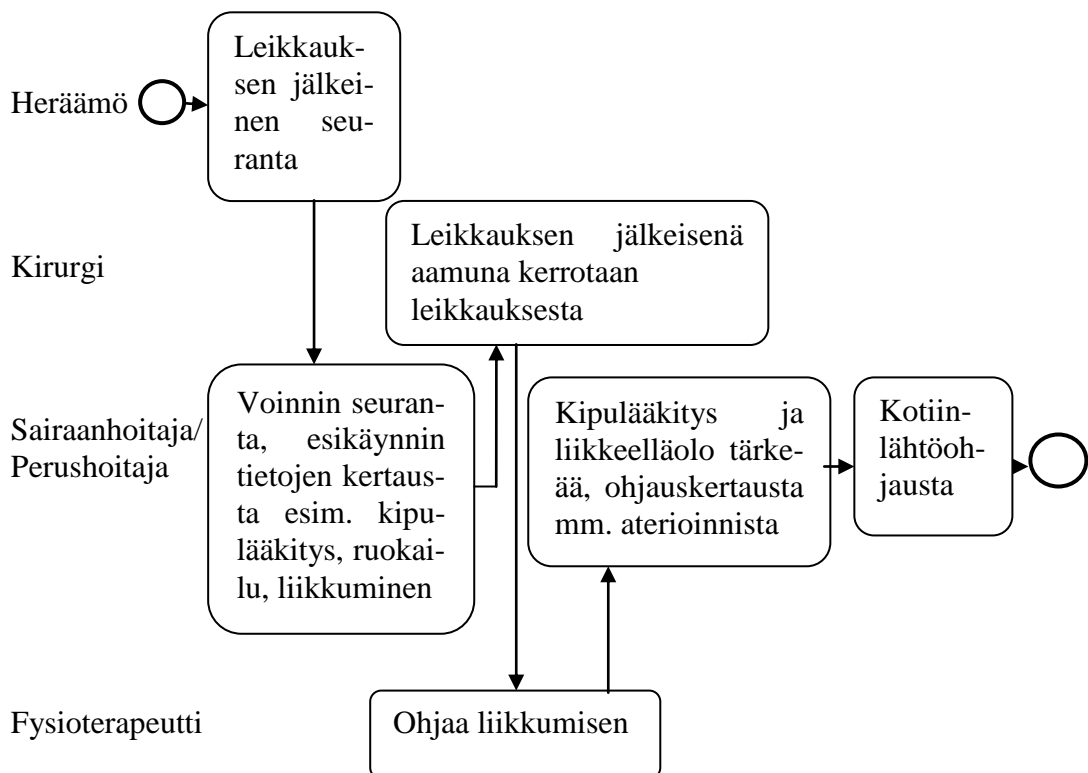 Heräämö
Leikkauk-
sen jälkei-
nen seu-
ranta
Kirurgi
Leikkauksen jälkeisenä
aamuna kerrotaan
leikkauksesta
Sairaanhoitaja/
Perushoitaja
Voinnin seuran-
ta, esikäynnin
tietojen kertaus-
ta esim. kipu-
lääkitys, ruokai-
lu, liikkuminen
Kipulääkitys ja
liikkeelläolo tärke-
ää, ohjauskertausta
mm. aterioinnista
Kotiin-
lähtöoh-
jausta
Fysioterapeutti
Ohjaa liikkumisen